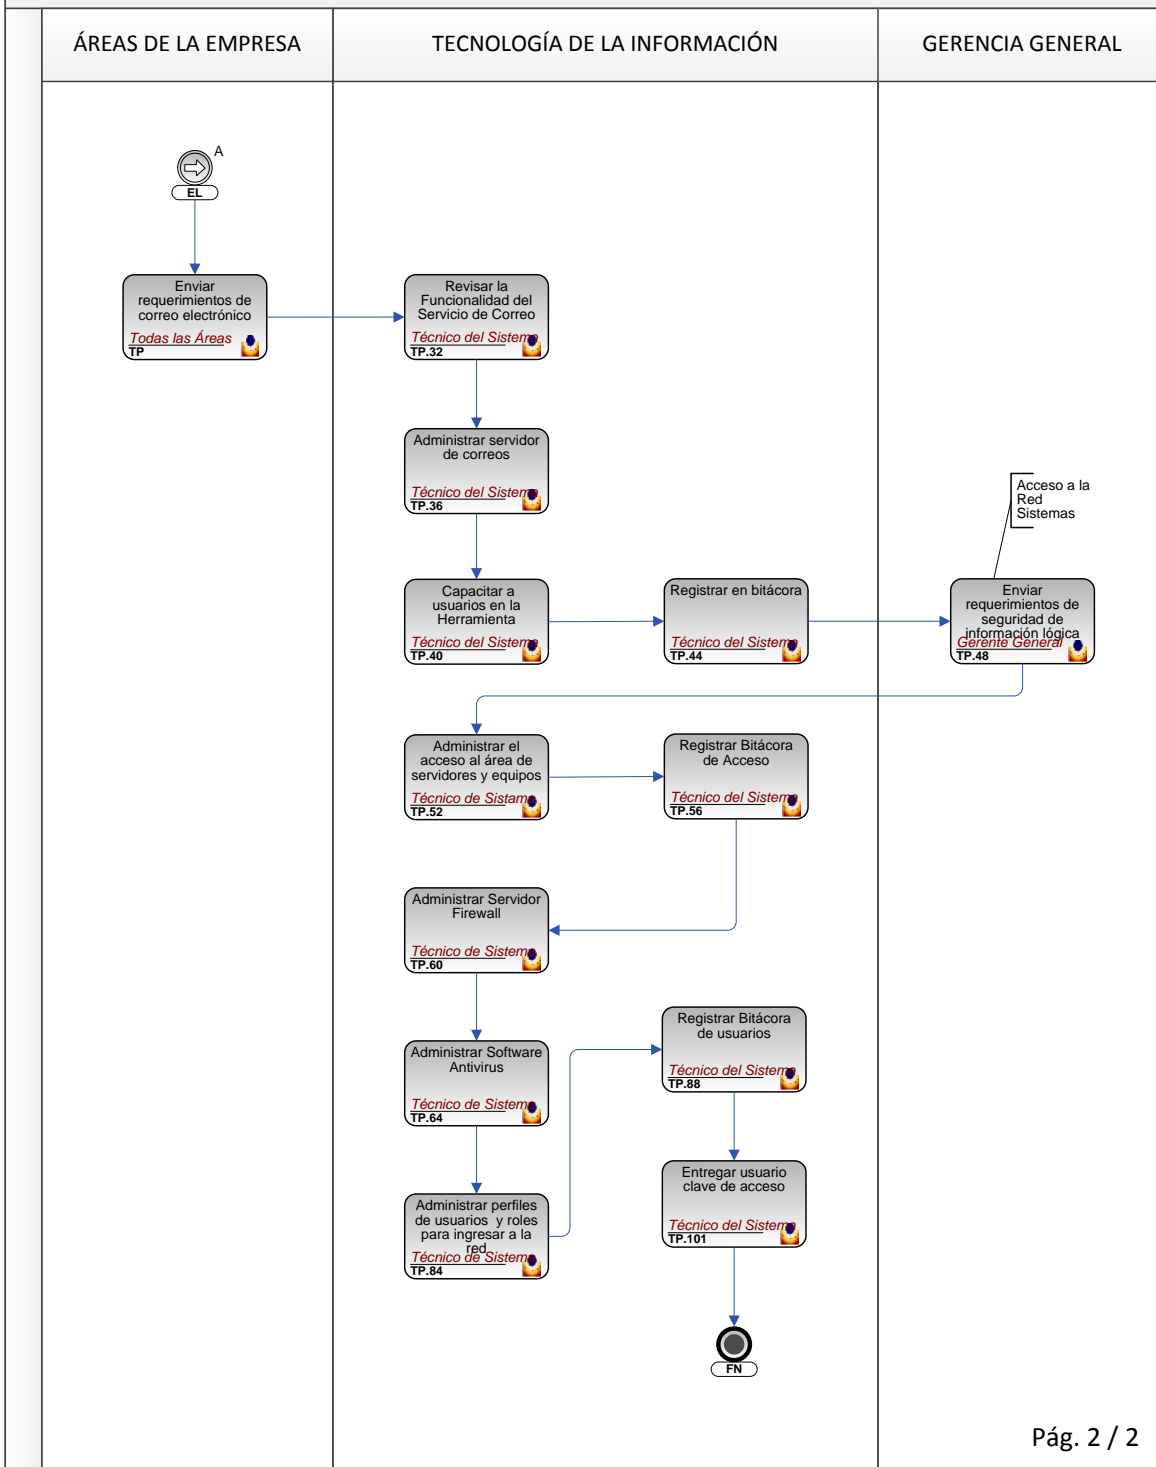 ÁREAS DE LA EMPRESA
TECNOLOGÍA DE LA INFORMACIÓN
GERENCIA GENERAL
A
EL
Enviar
requerimientos de
correo electrónico
Todas las Áreas
TP
Revisar la
Funcionalidad del
Servicio de Correo
Técnico del Sistema
TP.32
Administrar servidor
de correos
Técnico del Sistema
TP.36
Acceso a la
Red
Sistemas
Capacitar a
usuarios en la
Herramienta
Técnico del Sistema
TP.40
Registrar en bitácora
Técnico del Sistema
TP.44
Enviar
requerimientos de
seguridad de
información lógica
Gerente General
TP.48
Administrar el
acceso al área de
servidores y equipos
Técnico de Sistama
TP.52
Registrar Bitácora
de Acceso
Técnico del Sistema
TP.56
Administrar Servidor
Firewall
Técnico de Sistema
TP.60
Administrar Software
Antivirus
Técnico de Sistema
TP.64
Registrar Bitácora
de usuarios
Técnico del Sistema
TP.88
Administrar perfiles
de usuarios y roles
para ingresar a la
red
Técnico de Sistema
TP.84
Entregar usuario
clave de acceso
Técnico del Sistema
TP.101
FN
Pág. 2 / 2